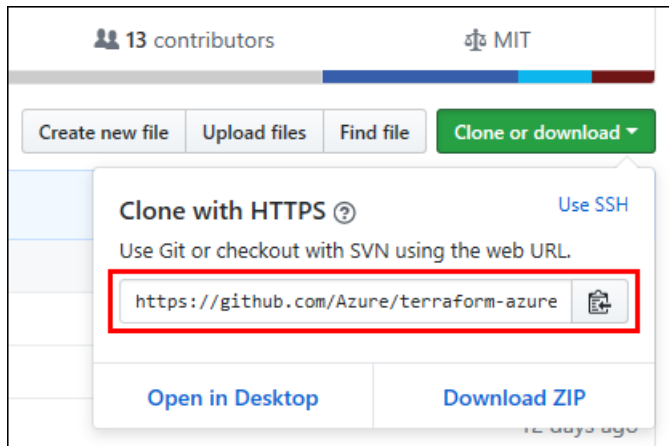 13 contributors
MIT
Create new file Upload files Find file Clone or download
Clone with HTTPS
Use SSH
Use Git or checkout with SVN using the web URL.
https://github.com/Azure/terraform-azure
Open in Desktop Download ZIP
12 days ago